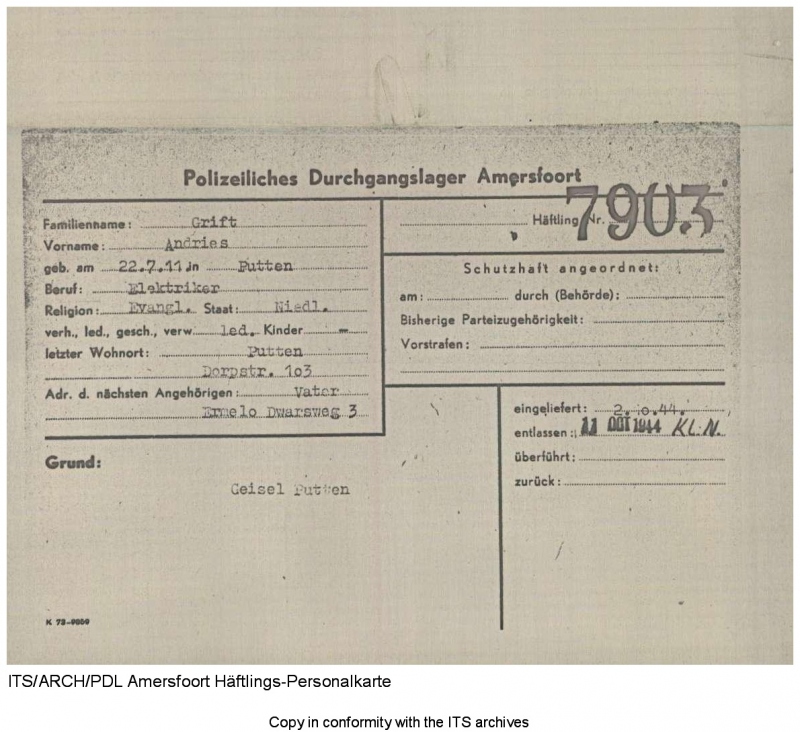 Polizeiliches Durchgangslager Amersfoort
Familienname: Grift
Vorname: Andries
geb. am 22.7.11 in Putten
Beruf: Elektriker
Religion: Evangl. Staat: Niedl.
verh., led., gesch., verw. led. Kinder -
letzter Wohnort: Putten
Dorpstr. 103
Adr. d. nächsten Angehörigen: Vater
Ermelo Dwarsweg 3
Häftling Nr. 7903
Schutzhaft angeordnet:
am: durch (Behörde):
Bisherige Parteizugehörigkeit:
Vorstrafen:
eingeliefert: 2.10.44.
entlassen: 11 OKT 1944 KL.N.
überführt:
zurück:
Grund:
Geisel Putten
K 73-9009
ITS/ARCH/PDL Amersfoort Häftlings-Personalkarte
Copy in conformity with the ITS archives